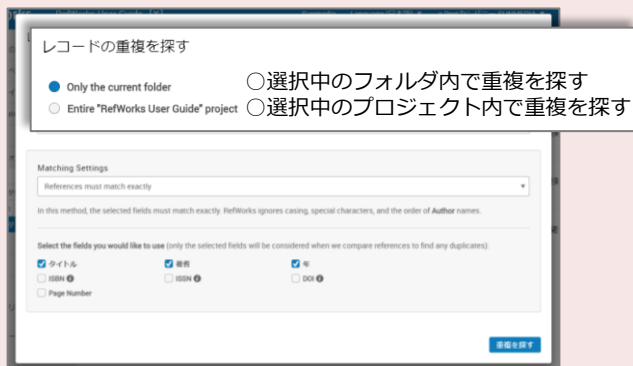 レコードの重複を探す
Only the current folder ○選択中のフォルダ内で重複を探す
Entire "RefWorks User Guide" project ○選択中のプロジェクト内で重複を探す
Matching Settings
References must match exactly
In this method, the selected fields must match exactly. RefWorks ignores casing, special characters, and the order of Author names.
Select the fields you would like to use (only the selected fields will be considered when we compare references to find any duplicates):
タイトル 著者 年
ISBN ISSN DOI
Page Number
重複を探す